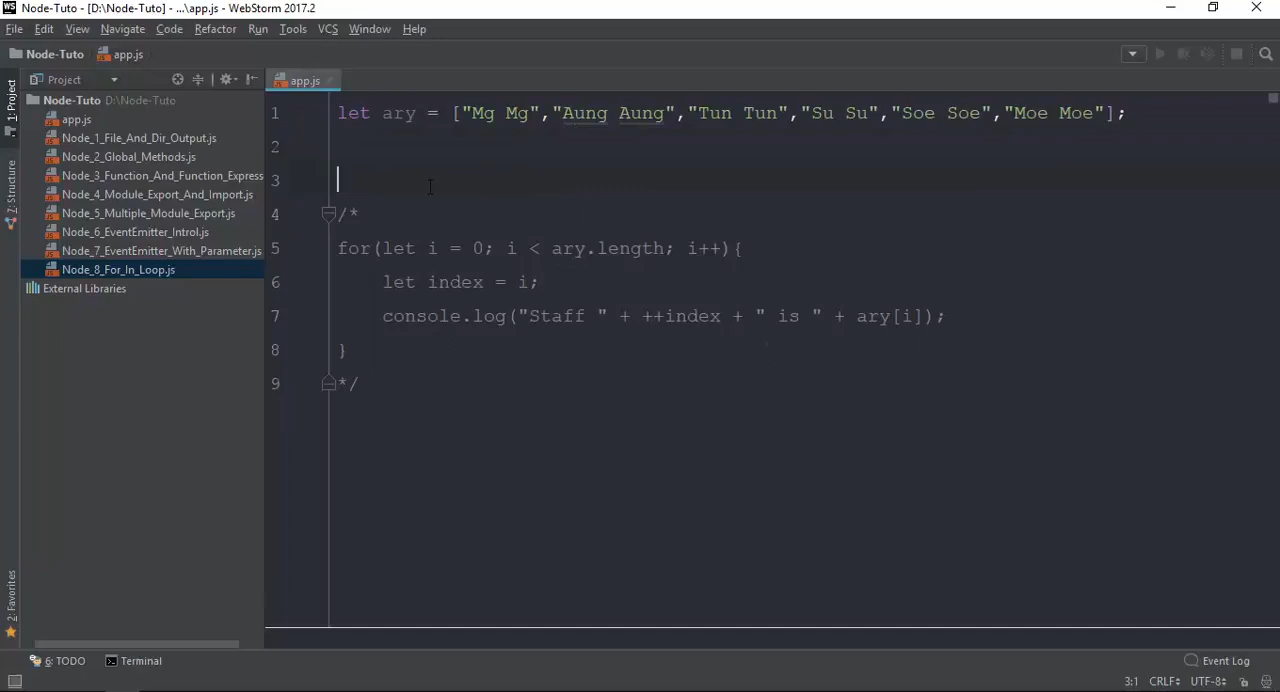 WS Node-Tuto - [D:\Node-Tuto] - ...\app.js - WebStorm 2017.2
File Edit View Navigate Code Refactor Run Tools VCS Window Help
Node-Tuto app.js
1: Project
Project
app.js
Node-Tuto D:\Node-Tuto
app.js
Node_1_File_And_Dir_Output.js
Node_2_Global_Methods.js
Node_3_Function_And_Function_Express
Node_4_Module_Export_And_Import.js
Node_5_Multiple_Module_Export.js
Node_6_EventEmitter_Introl.js
Node_7_EventEmitter_With_Parameter.js
Node_8_For_In_Loop.js
External Libraries
Z: Structure
2: Favorites
1 let ary = ["Mg Mg","Aung Aung","Tun Tun","Su Su","Soe Soe","Moe Moe"];
2
3
4 /*
5 for(let i = 0; i < ary.length; i++){
6 let index = i;
7 console.log("Staff " + ++index + " is " + ary[i]);
8 }
9 */
6: TODO Terminal Event Log
3:1 CRLF UTF-8